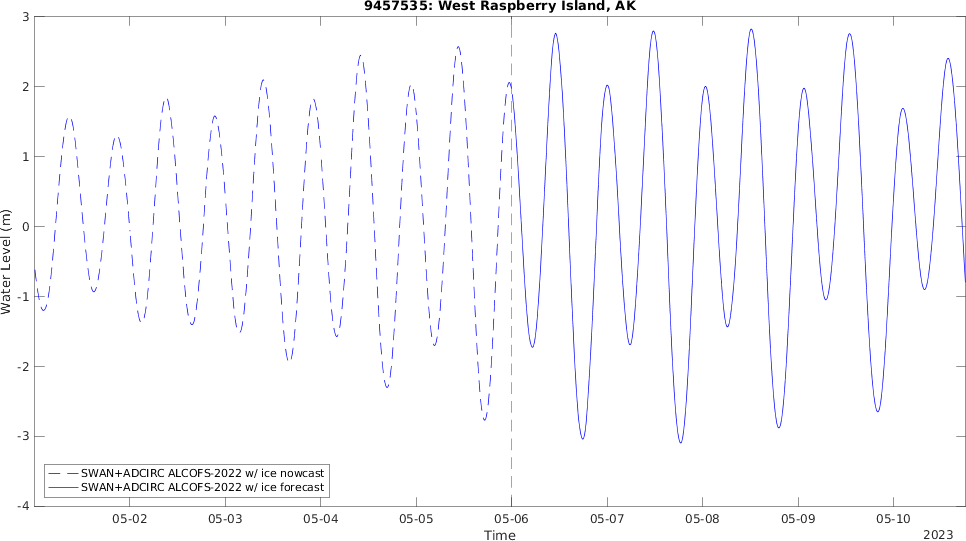 9457535: West Raspberry Island, AK
3
2
1
0
-1
-2
-3
-4
Water Level (m)
SWAN+ADCIRC ALCOFS-2022 w/ ice nowcast
SWAN+ADCIRC ALCOFS-2022 w/ ice forecast
05-02 05-03 05-04 05-05 05-06 05-07 05-08 05-09 05-10
Time
2023